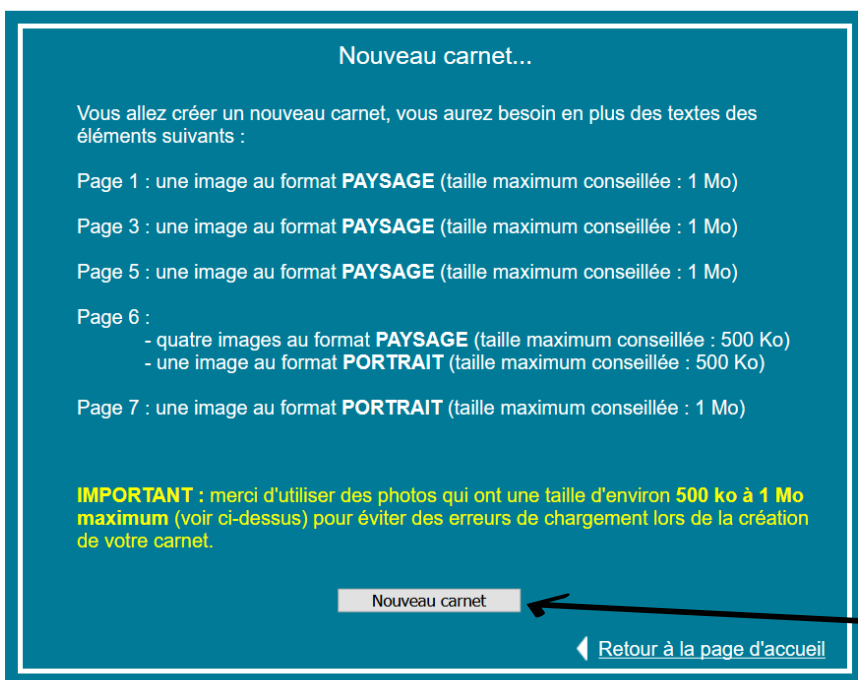 Nouveau carnet...
Vous allez créer un nouveau carnet, vous aurez besoin en plus des textes des
éléments suivants :
Page 1 : une image au format PAYSAGE (taille maximum conseillée : 1 Mo)
Page 3 : une image au format PAYSAGE (taille maximum conseillée : 1 Mo)
Page 5 : une image au format PAYSAGE (taille maximum conseillée : 1 Mo)
Page 6 :
- quatre images au format PAYSAGE (taille maximum conseillée : 500 Ko)
- une image au format PORTRAIT (taille maximum conseillée : 500 Ko)
Page 7 : une image au format PORTRAIT (taille maximum conseillée : 1 Mo)
IMPORTANT : merci d'utiliser des photos qui ont une taille d'environ 500 ko à 1 Mo
maximum (voir ci-dessus) pour éviter des erreurs de chargement lors de la création
de votre carnet.
Nouveau carnet
Retour à la page d'accueil